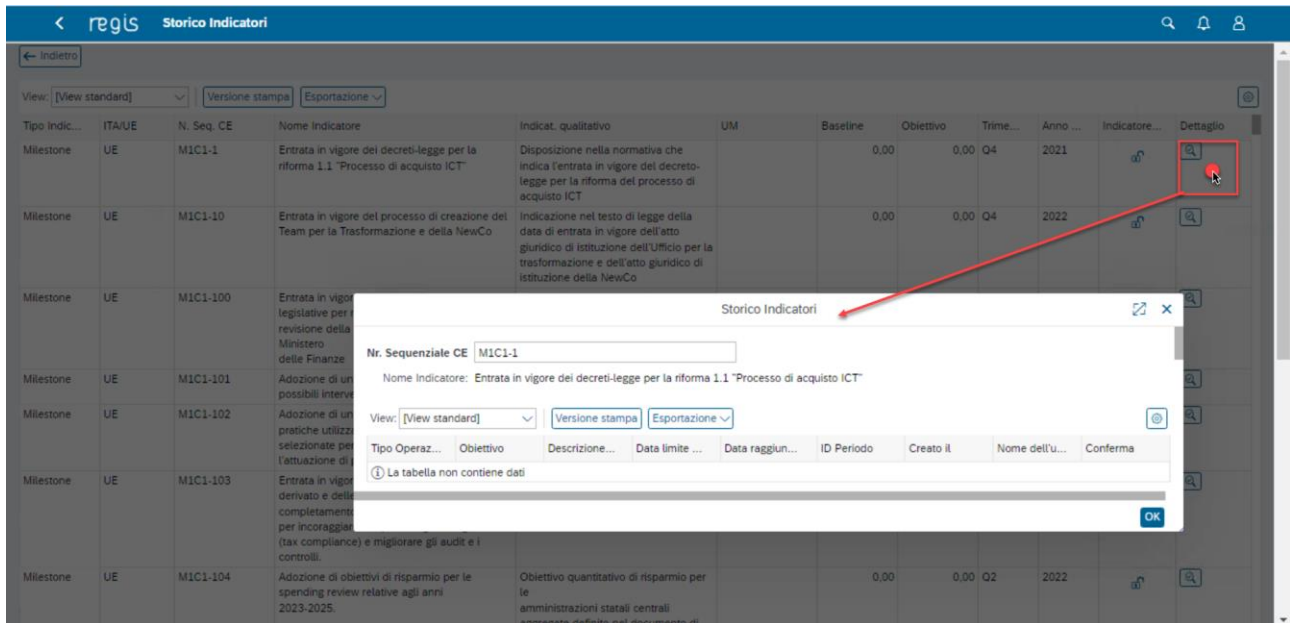 regis Storico Indicatori
← Indietro
View: [View standard] Versione stampa Esportazione
Tipo Indic... ITA/UE N. Seq. CE Nome Indicatore Indicat. qualitativo UM Baseline Obiettivo Trime... Anno ... Indicatore... Dettaglio
Milestone UE M1C1-1 Entrata in vigore dei decreti-legge per la Disposizione nella normativa che 0,00 0,00 Q4 2021
riforma 1.1 "Processo di acquisto ICT" indica l'entrata in vigore del decreto-
legge per la riforma del processo di
acquisto ICT
Milestone UE M1C1-10 Entrata in vigore del processo di creazione del Indicazione nel testo di legge della 0,00 0,00 Q4 2022
Team per la Trasformazione e della NewCo data di entrata in vigore dell'atto
giuridico di istituzione dell'Ufficio per la
trasformazione e dell'atto giuridico di
istituzione della NewCo
Milestone UE M1C1-100 Entrata in vigor
legislative per r
revisione della
Ministero
delle Finanze
Milestone UE M1C1-101 Adozione di un
possibili interve
Milestone UE M1C1-102 Adozione di un
pratiche utilizza
selezionate per
l'attuazione di
Milestone UE M1C1-103 Entrata in vigor
derivato e delle
completamento
per incoraggiar
(tax compliance) e migliorare gli audit e i
controlli.
Storico Indicatori
Nr. Sequenziale CE M1C1-1
Nome Indicatore: Entrata in vigore dei decreti-legge per la riforma 1.1 "Processo di acquisto ICT"
View: [View standard] Versione stampa Esportazione
Tipo Operaz... Obiettivo Descrizione... Data limite ... Data raggiun... ID Periodo Creato il Nome dell'u... Conferma
La tabella non contiene dati
OK
Milestone UE M1C1-104 Adozione di obiettivi di risparmio per le Obiettivo quantitativo di risparmio per 0,00 0,00 Q2 2022
spending review relative agli anni le
2023-2025. amministrazioni statali centrali